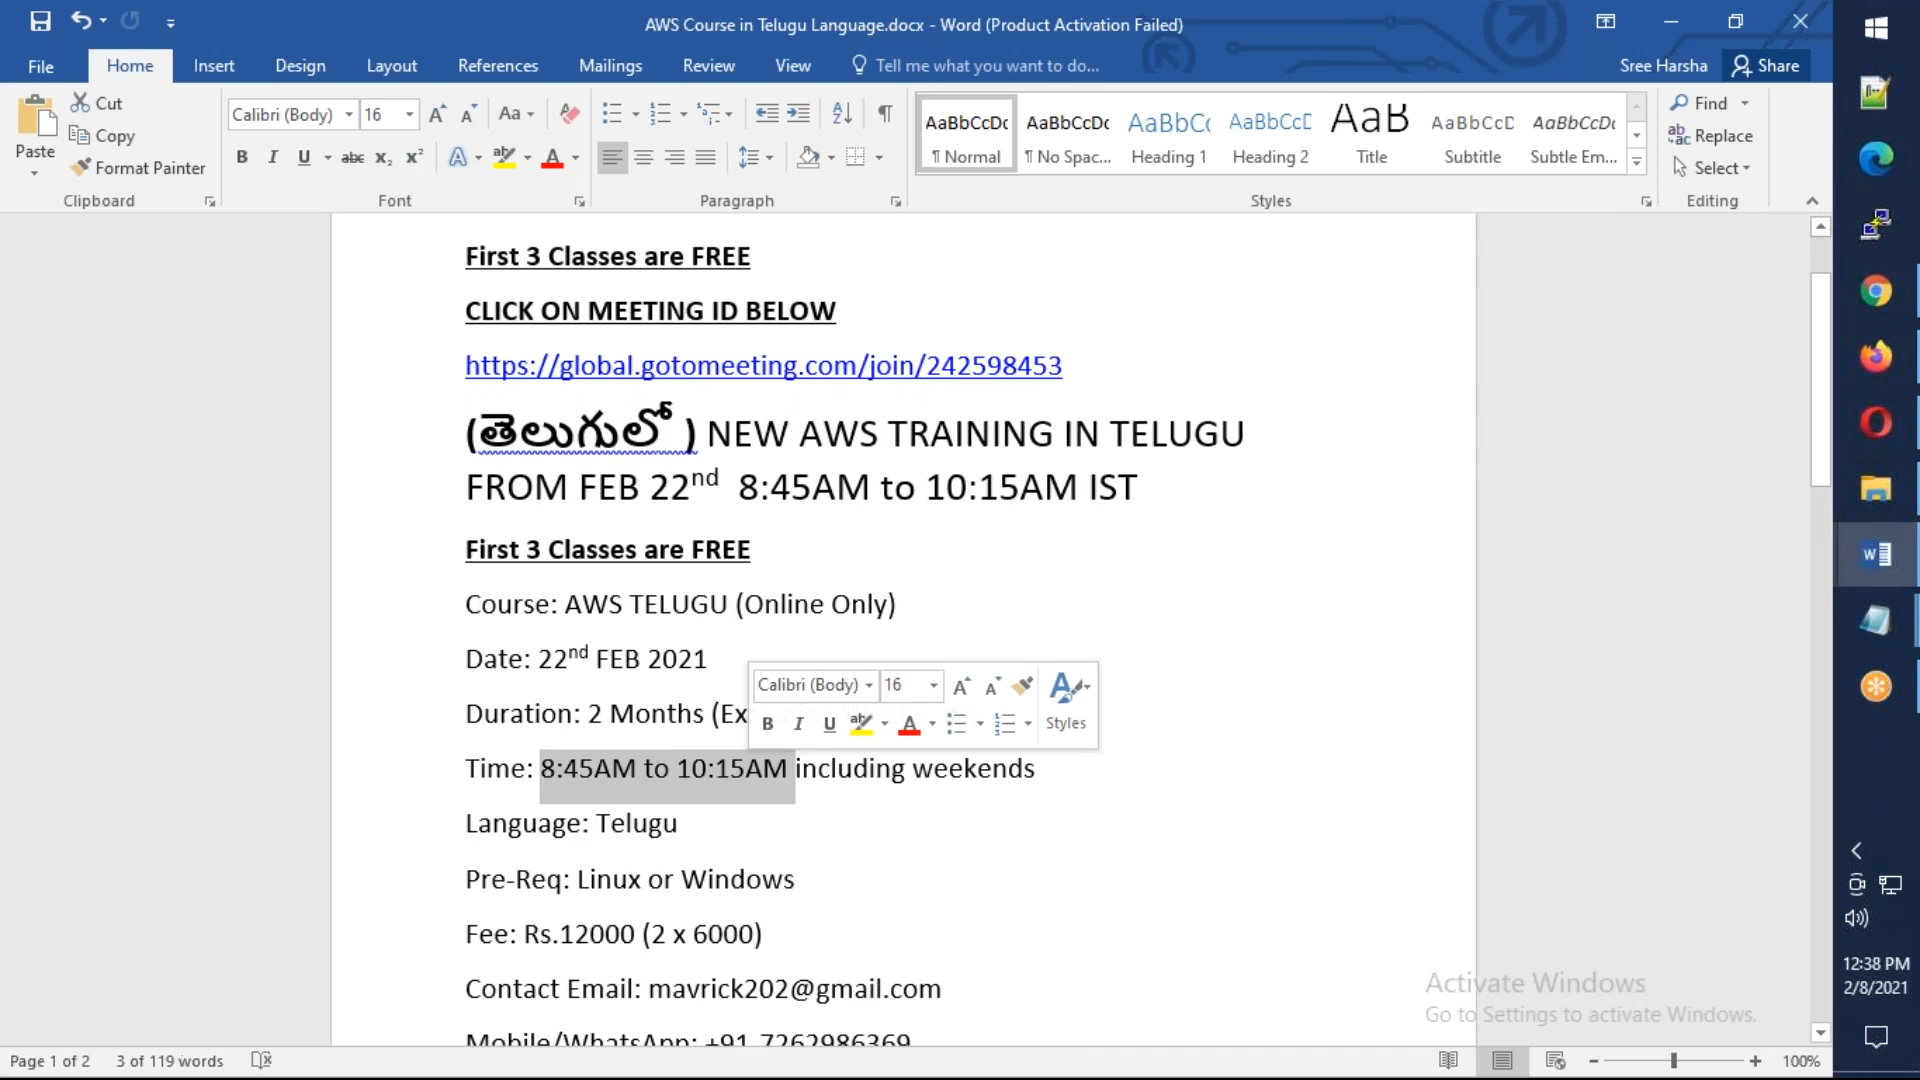 AWS Course in Telugu Language.docx - Word (Product Activation Failed)
File Home Insert Design Layout References Mailings Review View Tell me what you want to do... Sree Harsha Share
Paste
Cut
Copy
Format Painter
Clipboard
Calibri (Body) 16
Font
Paragraph
AaBbCcDc AaBbCcDc AaBbC AaBbCcD AaB AaBbCcD AaBbCcDc
¶ Normal ¶ No Spac... Heading 1 Heading 2 Title Subtitle Subtle Em...
Styles
Find
Replace
Select
Editing
First 3 Classes are FREE
CLICK ON MEETING ID BELOW
https://global.gotomeeting.com/join/242598453
(తెలుగులో ) NEW AWS TRAINING IN TELUGU
FROM FEB 22nd 8:45AM to 10:15AM IST
First 3 Classes are FREE
Course: AWS TELUGU (Online Only)
Date: 22nd FEB 2021
Duration: 2 Months (Ex
Calibri (Body) 16
Styles
Time: 8:45AM to 10:15AM including weekends
Language: Telugu
Pre-Req: Linux or Windows
Fee: Rs.12000 (2 x 6000)
Contact Email: mavrick202@gmail.com
Mobile/WhatsApp: +91 7262986369
Activate Windows
Go to Settings to activate Windows.
12:38 PM
2/8/2021
Page 1 of 2 3 of 119 words 100%